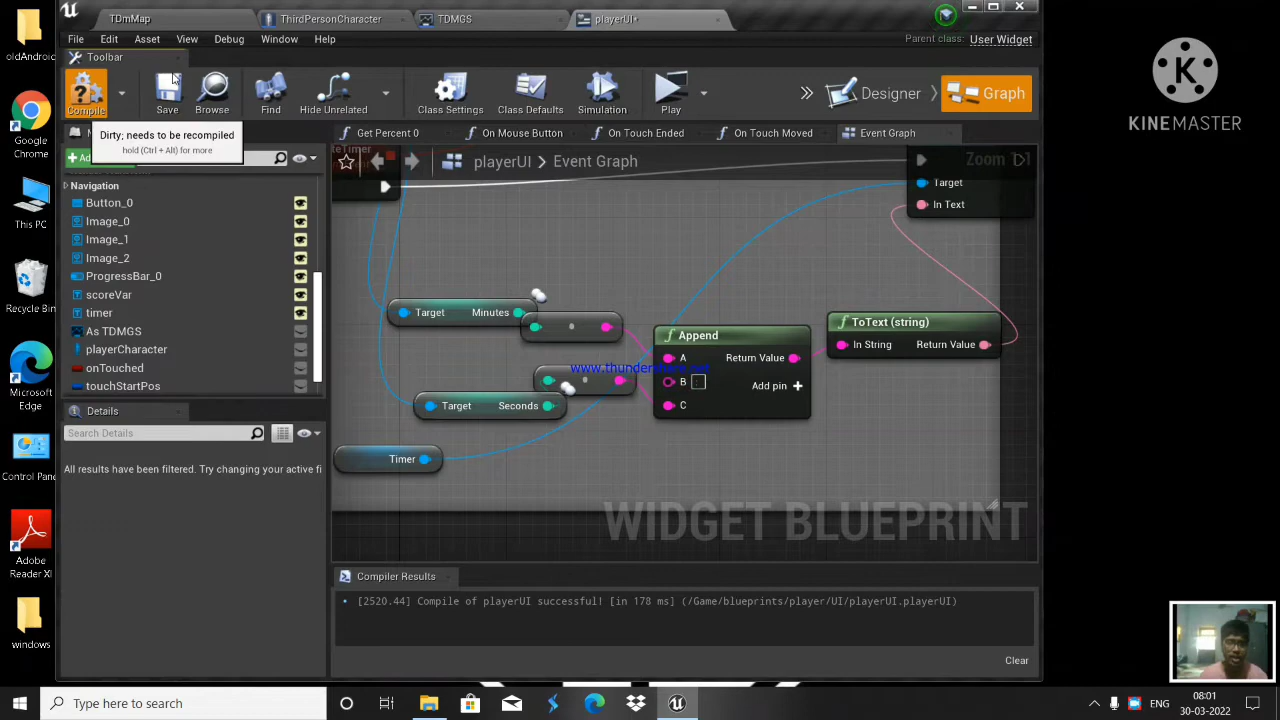 TDmMap
ThirdPersonCharacter
TDMGS
playerUI*
File Edit Asset View Debug Window Help
Parent class: User Widget
Toolbar
Compile
Save
Browse
Find
Hide Unrelated
Class Settings
Class Defaults
Simulation
Play
Designer
Graph
Dirty; needs to be recompiled
hold (Ctrl + Alt) for more
Get Percent 0
On Mouse Button
On Touch Ended
On Touch Moved
Event Graph
playerUI > Event Graph
Zoom 1:1
Navigation
Button_0
Image_0
Image_1
Image_2
ProgressBar_0
scoreVar
timer
As TDMGS
playerCharacter
onTouched
touchStartPos
Details
Search Details
All results have been filtered. Try changing your active fi
Target
In Text
Target Minutes
Target Seconds
Timer
Append
A Return Value
B :
Add pin +
C
ToText (string)
In String Return Value
www.thundershare.net
WIDGET BLUEPRINT
Compiler Results
[2520.44] Compile of playerUI successful! [in 178 ms] (/Game/blueprints/player/UI/playerUI.playerUI)
Clear
oldAndroid
Google
Chrome
This PC
Recycle Bin
Microsoft
Edge
Control Panel
Adobe
Reader XI
windows
K
KINEMASTER
Type here to search
ENG
08:01
30-03-2022